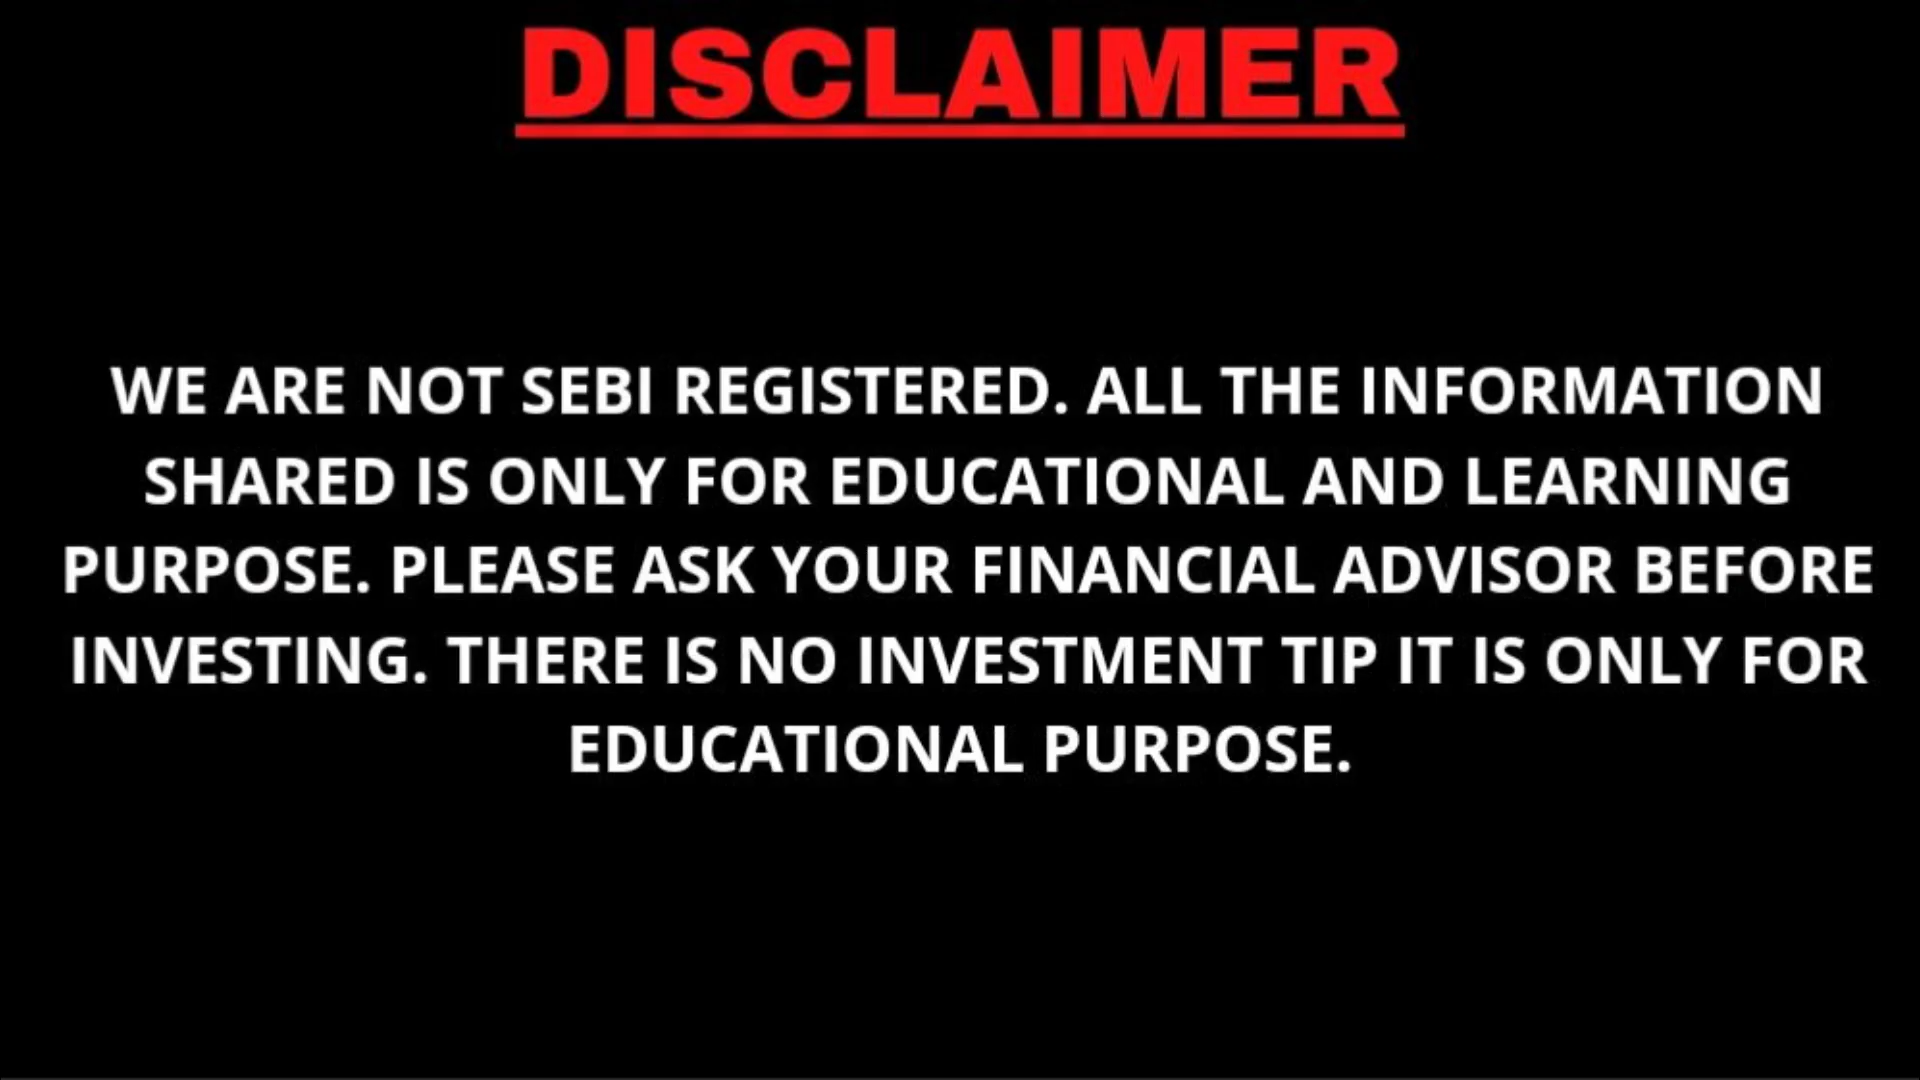 DISCLAIMER
WE ARE NOT SEBI REGISTERED. ALL THE INFORMATION
SHARED IS ONLY FOR EDUCATIONAL AND LEARNING
PURPOSE. PLEASE ASK YOUR FINANCIAL ADVISOR BEFORE
INVESTING. THERE IS NO INVESTMENT TIP IT IS ONLY FOR
EDUCATIONAL PURPOSE.